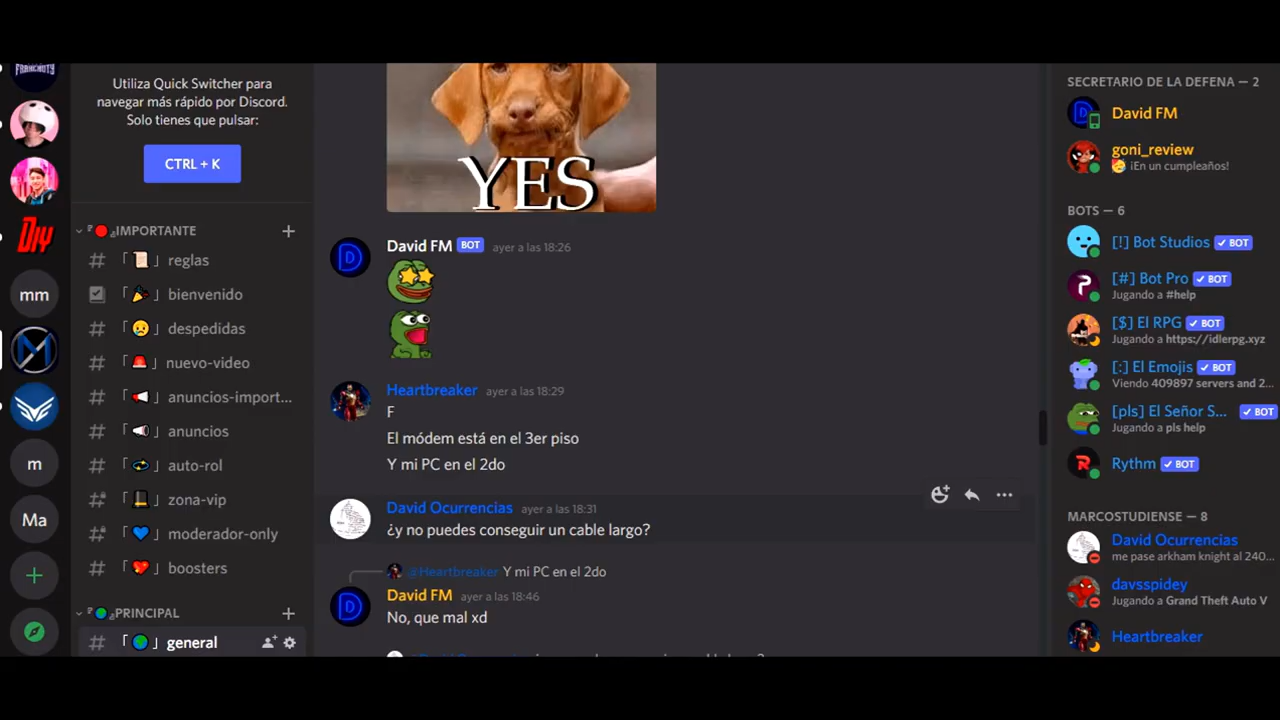 FRANCHUTY
Utiliza Quick Switcher para
navegar más rápido por Discord.
Solo tienes que pulsar:
CTRL + K
IMPORTANTE
reglas
bienvenido
despedidas
nuevo-video
anuncios-import...
anuncios
auto-rol
zona-vip
moderador-only
boosters
PRINCIPAL
general
Diy
mm
m
Ma
YES
David FM BOT ayer a las 18:26
Heartbreaker ayer a las 18:29
F
El módem está en el 3er piso
Y mi PC en el 2do
David Ocurrencias ayer a las 18:31
¿y no puedes conseguir un cable largo?
@Heartbreaker Y mi PC en el 2do
David FM ayer a las 18:46
No, que mal xd
SECRETARIO DE LA DEFENA — 2
David FM
goni_review
¡En un cumpleaños!
BOTS — 6
[!] Bot Studios BOT
[#] Bot Pro BOT
Jugando a #help
[$] El RPG BOT
Jugando a https://idlerpg.xyz
[:] El Emojis BOT
Viendo 409897 servers and 2...
[pls] El Señor S... BOT
Jugando a pls help
Rythm BOT
MARCOSTUDIENSE — 8
David Ocurrencias
me pase arkham knight al 240...
davsspidey
Jugando a Grand Theft Auto V
Heartbreaker